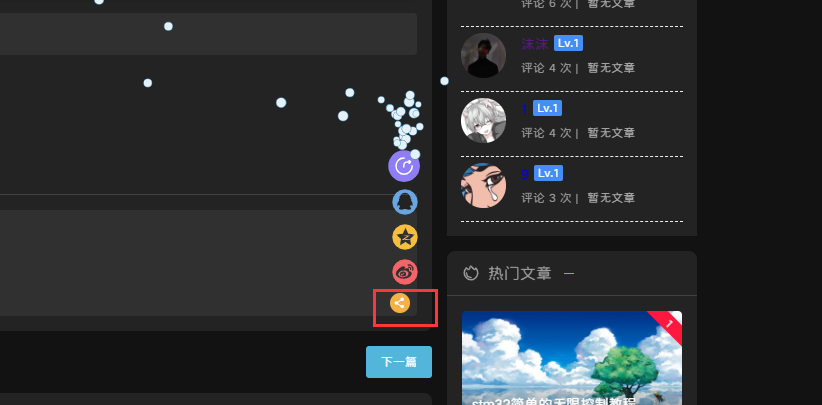 评论 6 次 | 暂无文章
沫沫 Lv.1
评论 4 次 | 暂无文章
Lv.1
评论 4 次 | 暂无文章
Lv.1
评论 3 次 | 暂无文章
热门文章
1
stm32简单的无限控制教程
下一篇